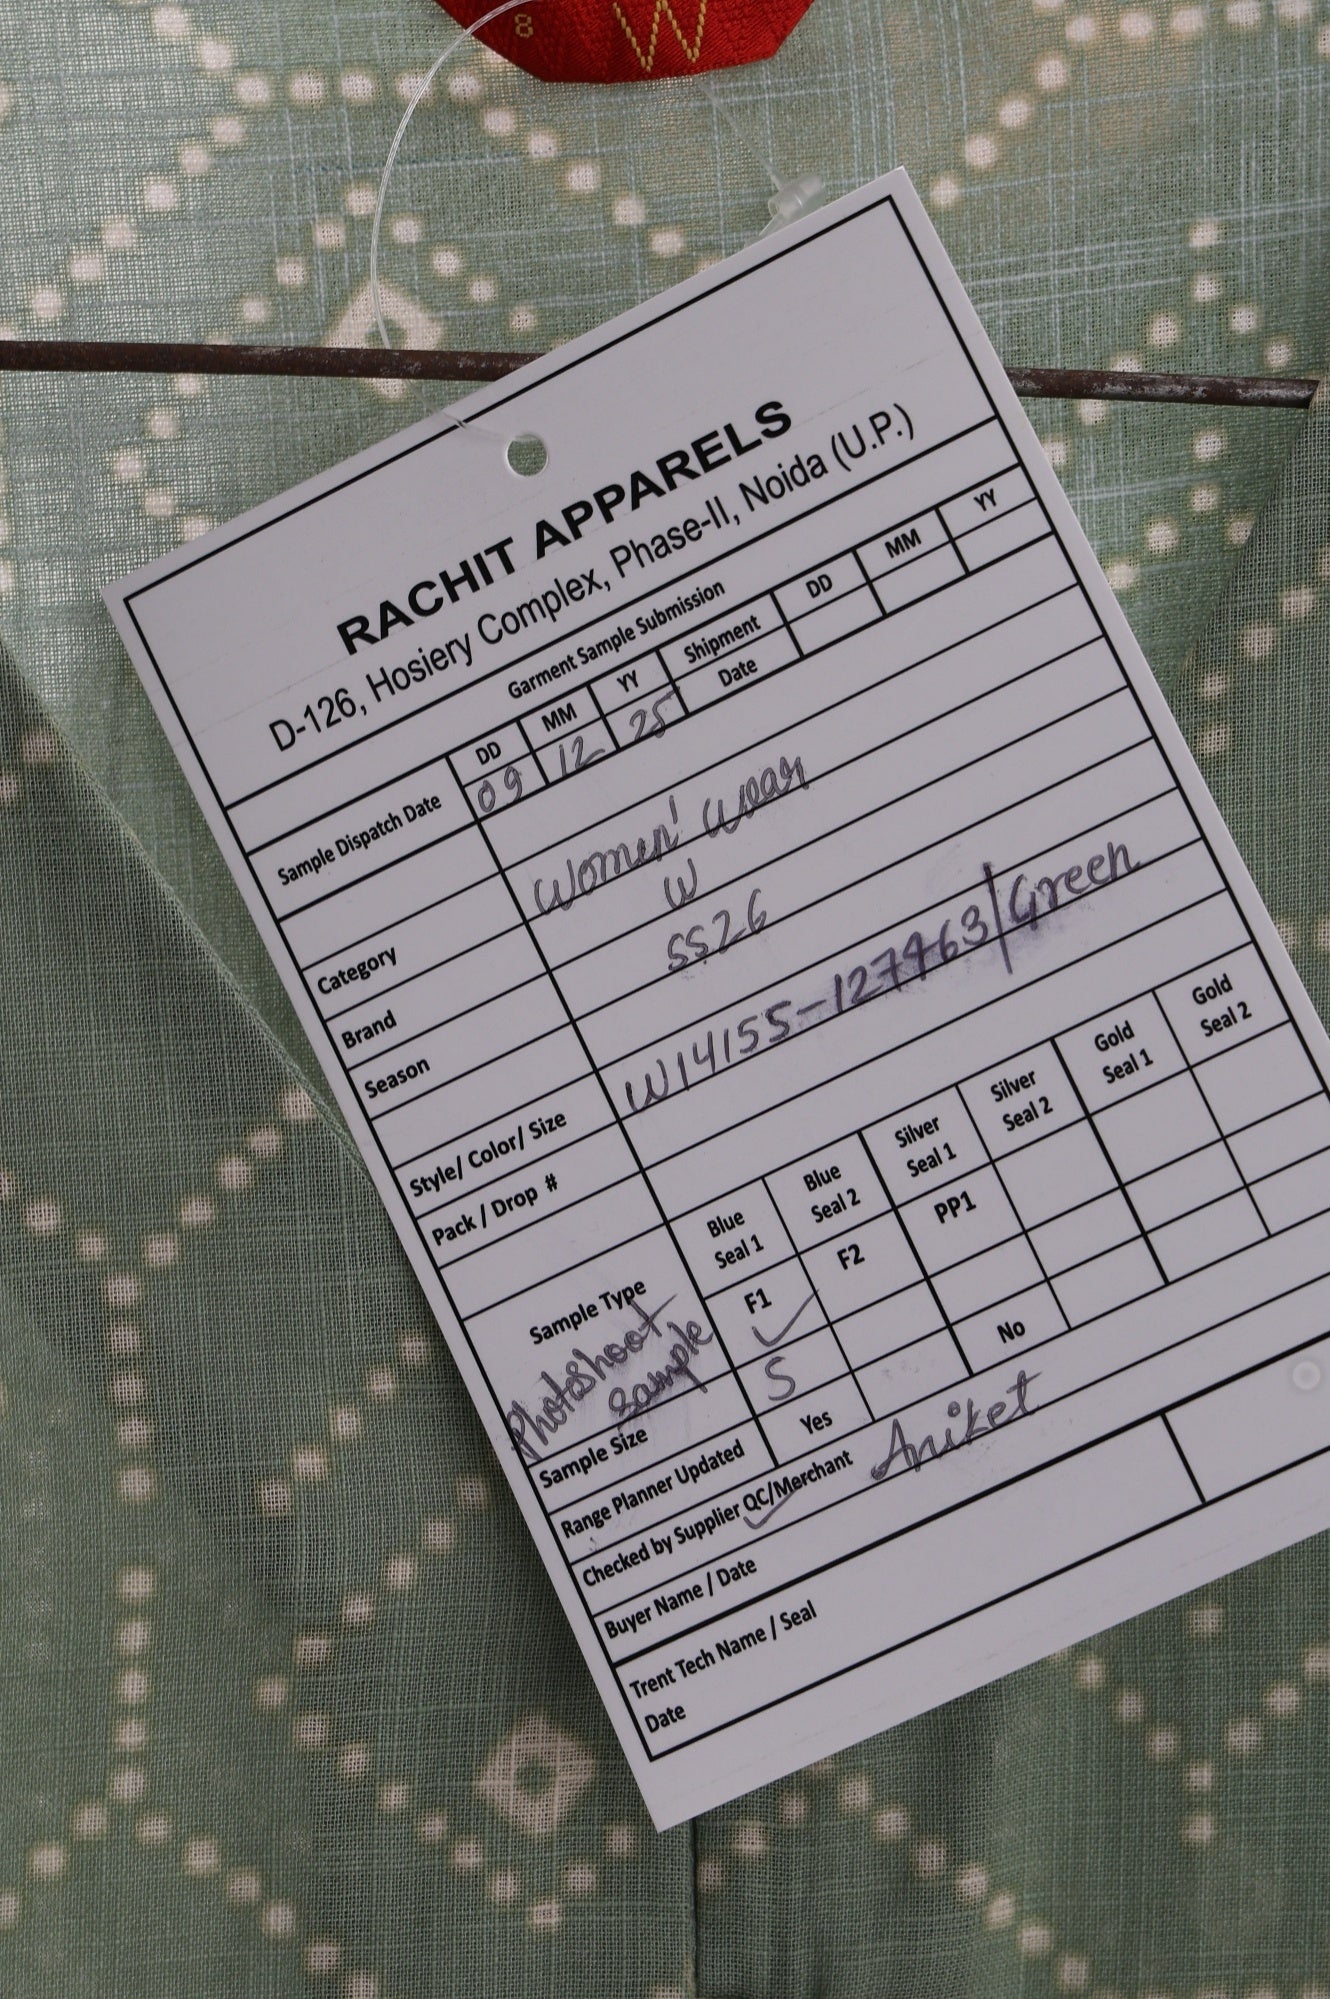 8 W
RACHIT APPARELS
D-126, Hosiery Complex, Phase-II, Noida (U.P.)
Garment Sample Submission
Sample Dispatch Date DD MM YY Shipment Date DD MM YY
09 12 25
Category Women' wear
Brand W
Season SS26
Style/ Color/ Size W14155-127463/Green
Pack / Drop #
Sample Type Blue Seal 1 Blue Seal 2 Silver Seal 1 Silver Seal 2 Gold Seal 1 Gold Seal 2
Photoshoot sample F1 ✓ F2 PP1
Sample Size S
Range Planner Updated Yes No
Checked by Supplier QC/Merchant Aniket
Buyer Name / Date
Trent Tech Name / Seal
Date